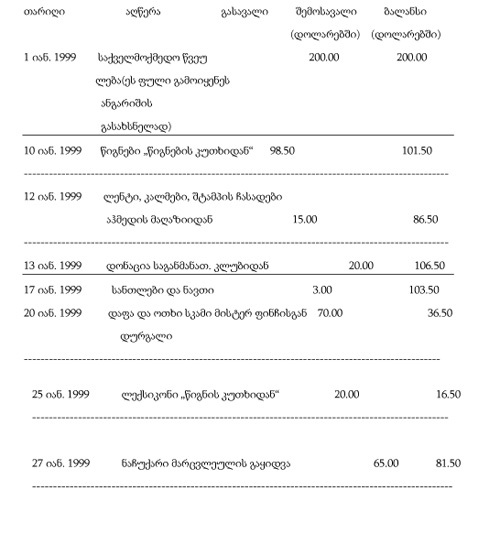 თარიღი აღწერა გასავალი შემოსავალი ბალანსი
(დოლარებში) (დოლარებში)
1 იან. 1999 საქველმოქმედო წვეუ 200.00 200.00
ლება(ეს ფული გამოიყენეს
ანგარიშის
გასახსნელად)
10 იან. 1999 წიგნები „წიგნების კუთხიდან“ 98.50 101.50
12 იან. 1999 ლენტი, კალმები, შტამპის ჩასადები
აჰმედის მაღაზიიდან 15.00 86.50
13 იან. 1999 დონაცია საგანმანათ. კლუბიდან 20.00 106.50
17 იან. 1999 სანთლები და ნავთი 3.00 103.50
20 იან. 1999 დაფა და ოთხი სკამი მისტერ ფინჩისგან 70.00 36.50
დურგალი
25 იან. 1999 ლექსიკონი „წიგნის კუთხიდან“ 20.00 16.50
27 იან. 1999 ნაჩუქარი მარცვლეულის გაყიდვა 65.00 81.50